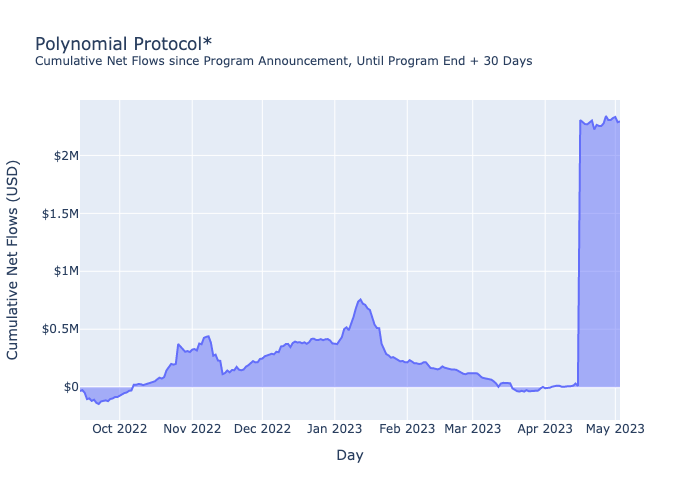 Polynomial Protocol*
Cumulative Net Flows since Program Announcement, Until Program End + 30 Days
Cumulative Net Flows (USD)
$2M
$1.5M
$1M
$0.5M
$0
Oct 2022 Nov 2022 Dec 2022 Jan 2023 Feb 2023 Mar 2023 Apr 2023 May 2023
Day